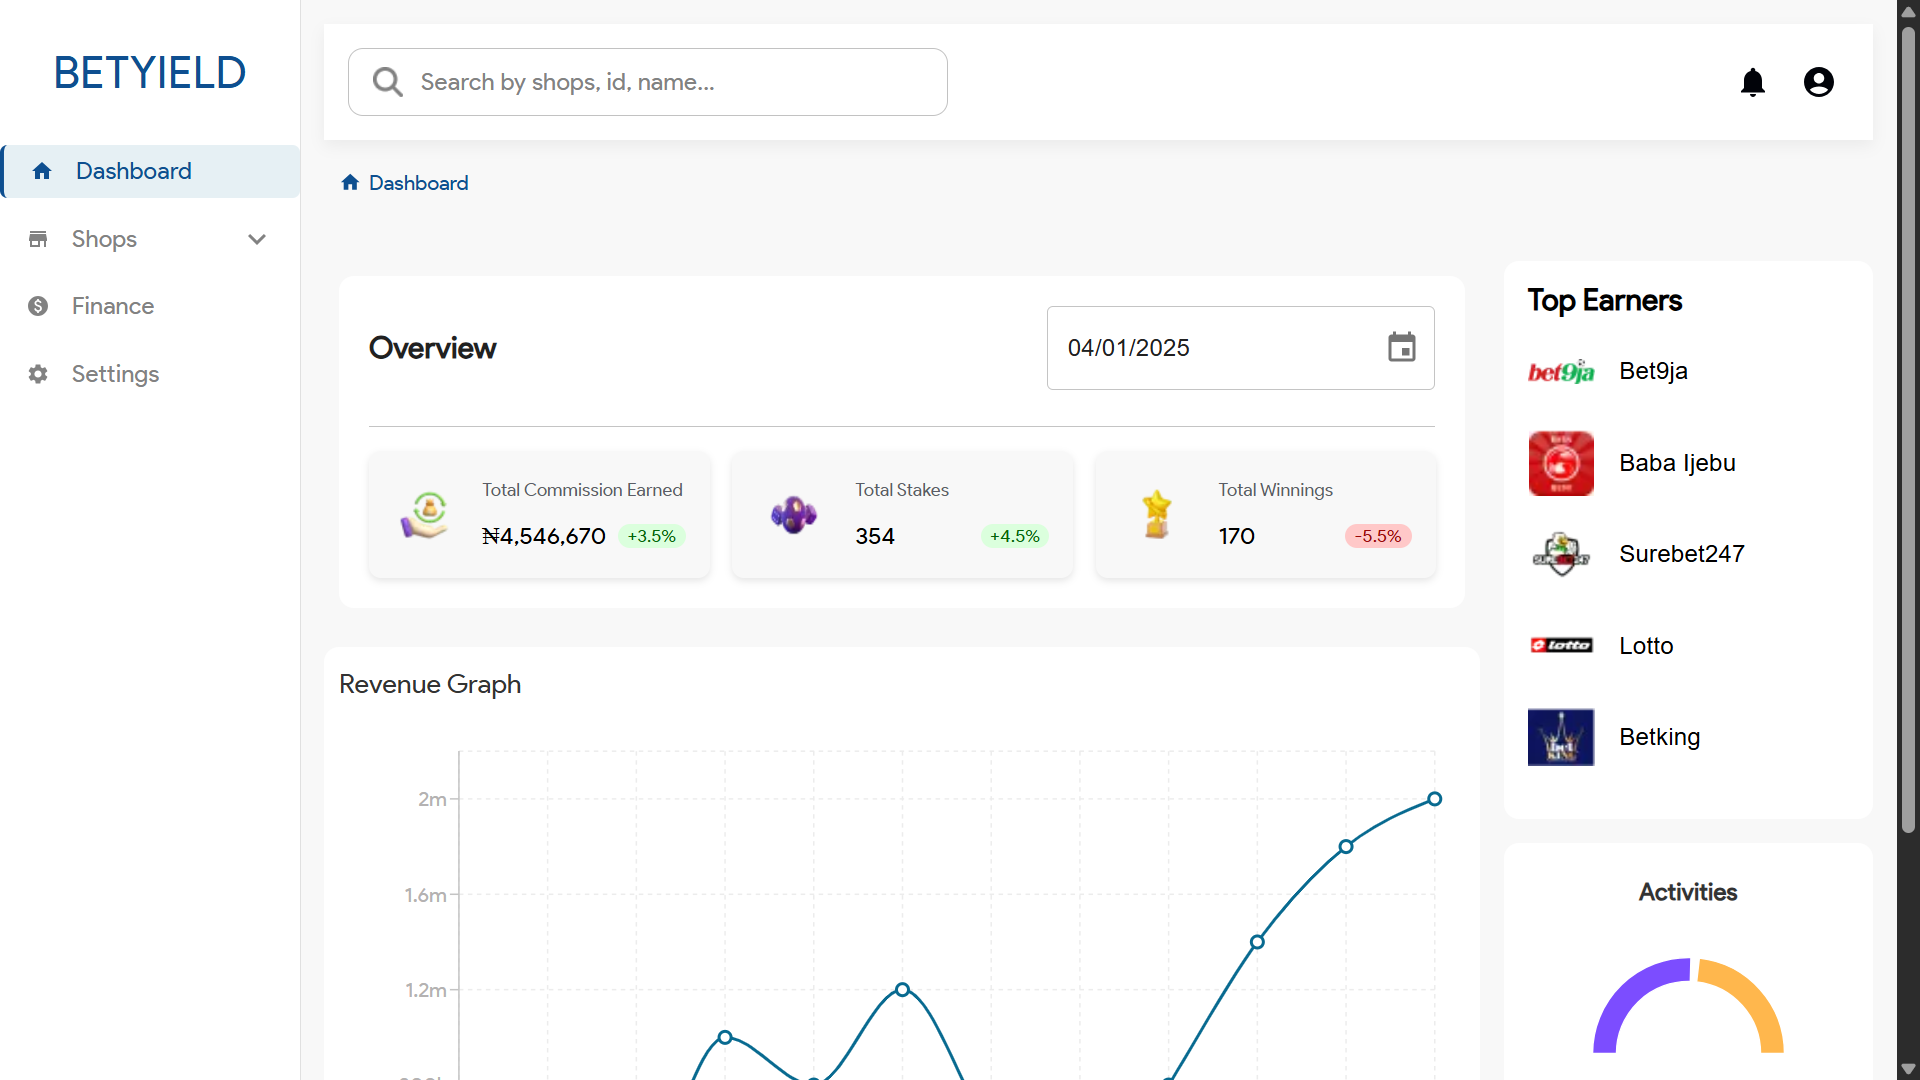 BETYIELD
Search by shops, id, name...
Dashboard
Shops
Finance
Settings
Dashboard
Overview
04/01/2025
Total Commission Earned
₦4,546,670 +3.5%
Total Stakes
354 +4.5%
Total Winnings
170 -5.5%
Revenue Graph
2m
1.6m
1.2m
Top Earners
bet9ja Bet9ja
Baba Ijebu
Surebet247
lotto Lotto
Betking
Activities